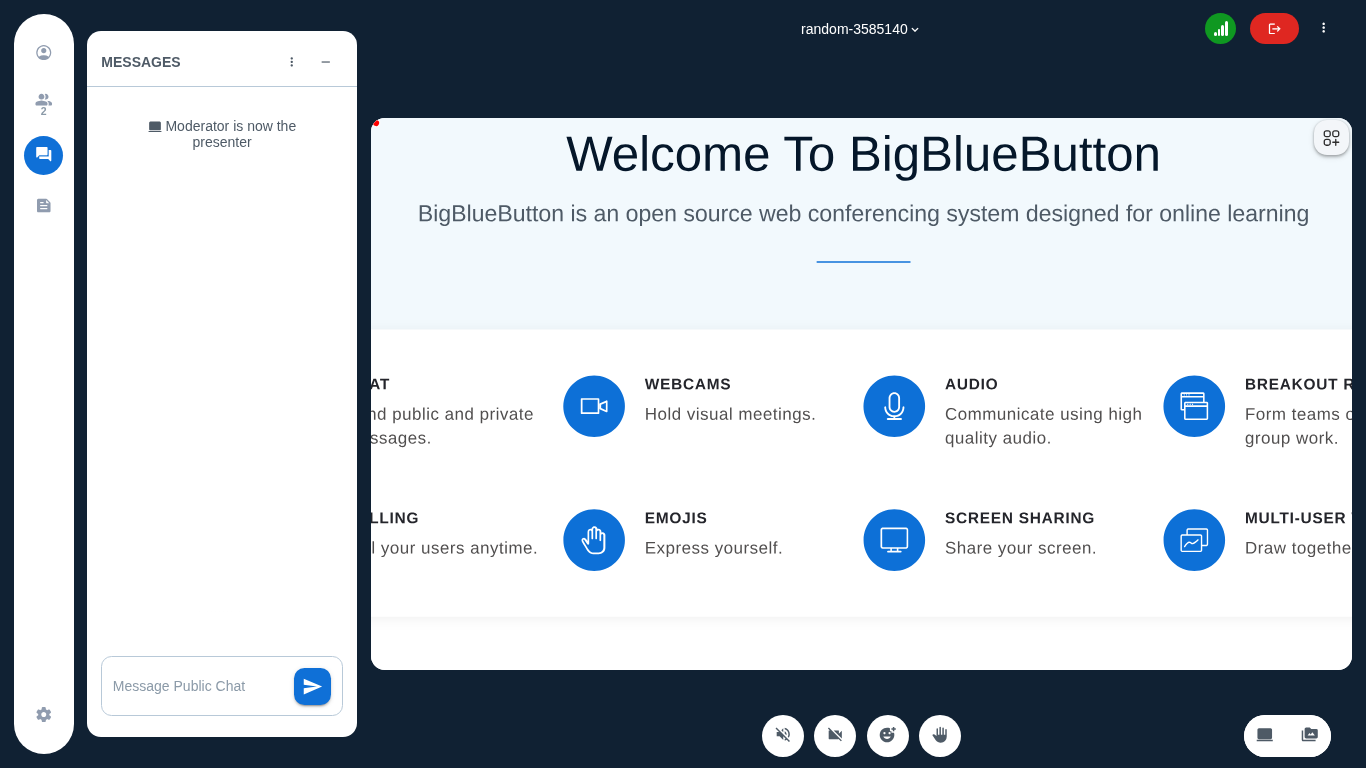 random-3585140
2
MESSAGES
Moderator is now the
presenter
Message Public Chat
Welcome To BigBlueButton
BigBlueButton is an open source web conferencing system designed for online learning
AT
nd public and private
ssages.
WEBCAMS
Hold visual meetings.
AUDIO
Communicate using high
quality audio.
BREAKOUT R
Form teams o
group work.
LLING
l your users anytime.
EMOJIS
Express yourself.
SCREEN SHARING
Share your screen.
MULTI-USER
Draw togethe